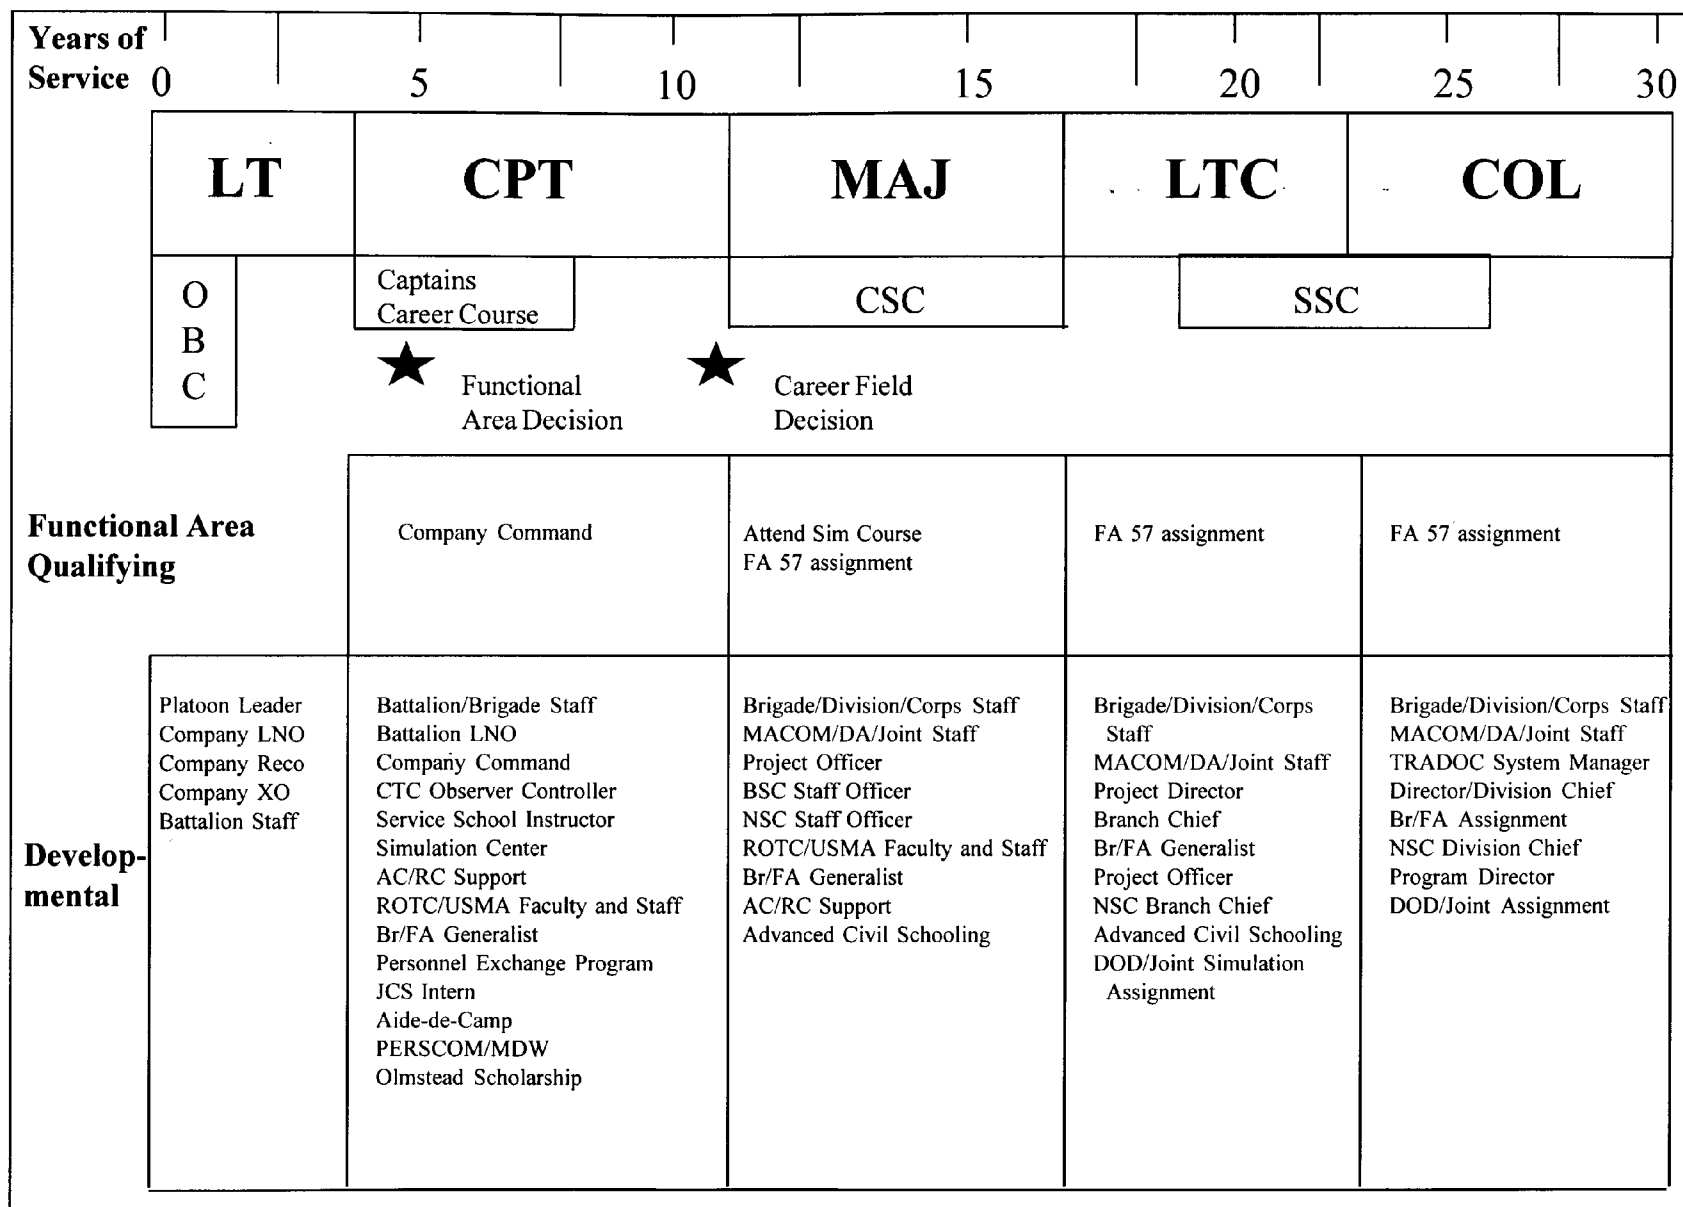 Years of
Service 0 5 10 15 20 25 30
LT CPT MAJ LTC COL
O
B
C
Captains
Career Course
CSC
SSC
Functional
Area Decision
Career Field
Decision
Functional Area
Qualifying
Company Command
Attend Sim Course
FA 57 assignment
FA 57 assignment
FA 57 assignment
Develop-
mental
Platoon Leader
Company LNO
Company Reco
Company XO
Battalion Staff
Battalion/Brigade Staff
Battalion LNO
Company Command
CTC Observer Controller
Service School Instructor
Simulation Center
AC/RC Support
ROTC/USMA Faculty and Staff
Br/FA Generalist
Personnel Exchange Program
JCS Intern
Aide-de-Camp
PERSCOM/MDW
Olmstead Scholarship
Brigade/Division/Corps Staff
MACOM/DA/Joint Staff
Project Officer
BSC Staff Officer
NSC Staff Officer
ROTC/USMA Faculty and Staff
Br/FA Generalist
AC/RC Support
Advanced Civil Schooling
Brigade/Division/Corps
Staff
MACOM/DA/Joint Staff
Project Director
Branch Chief
Br/FA Generalist
Project Officer
NSC Branch Chief
Advanced Civil Schooling
DOD/Joint Simulation
Assignment
Brigade/Division/Corps Staff
MACOM/DA/Joint Staff
TRADOC System Manager
Director/Division Chief
Br/FA Assignment
NSC Division Chief
Program Director
DOD/Joint Assignment